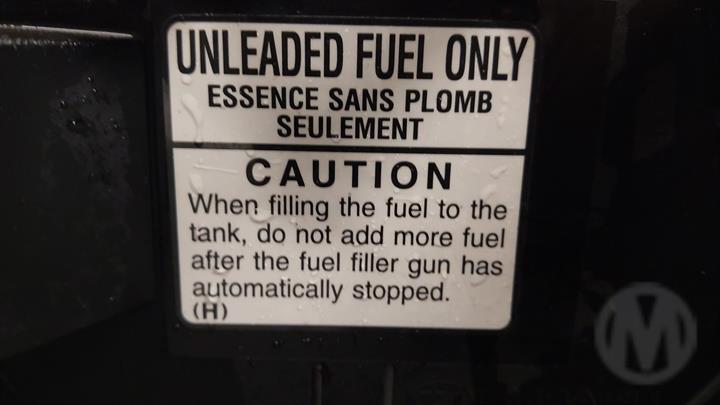 UNLEADED FUEL ONLY
ESSENCE SANS PLOMB
SEULEMENT
CAUTION
When filling the fuel to the
tank, do not add more fuel
after the fuel filler gun has
automatically stopped.
(H)
M